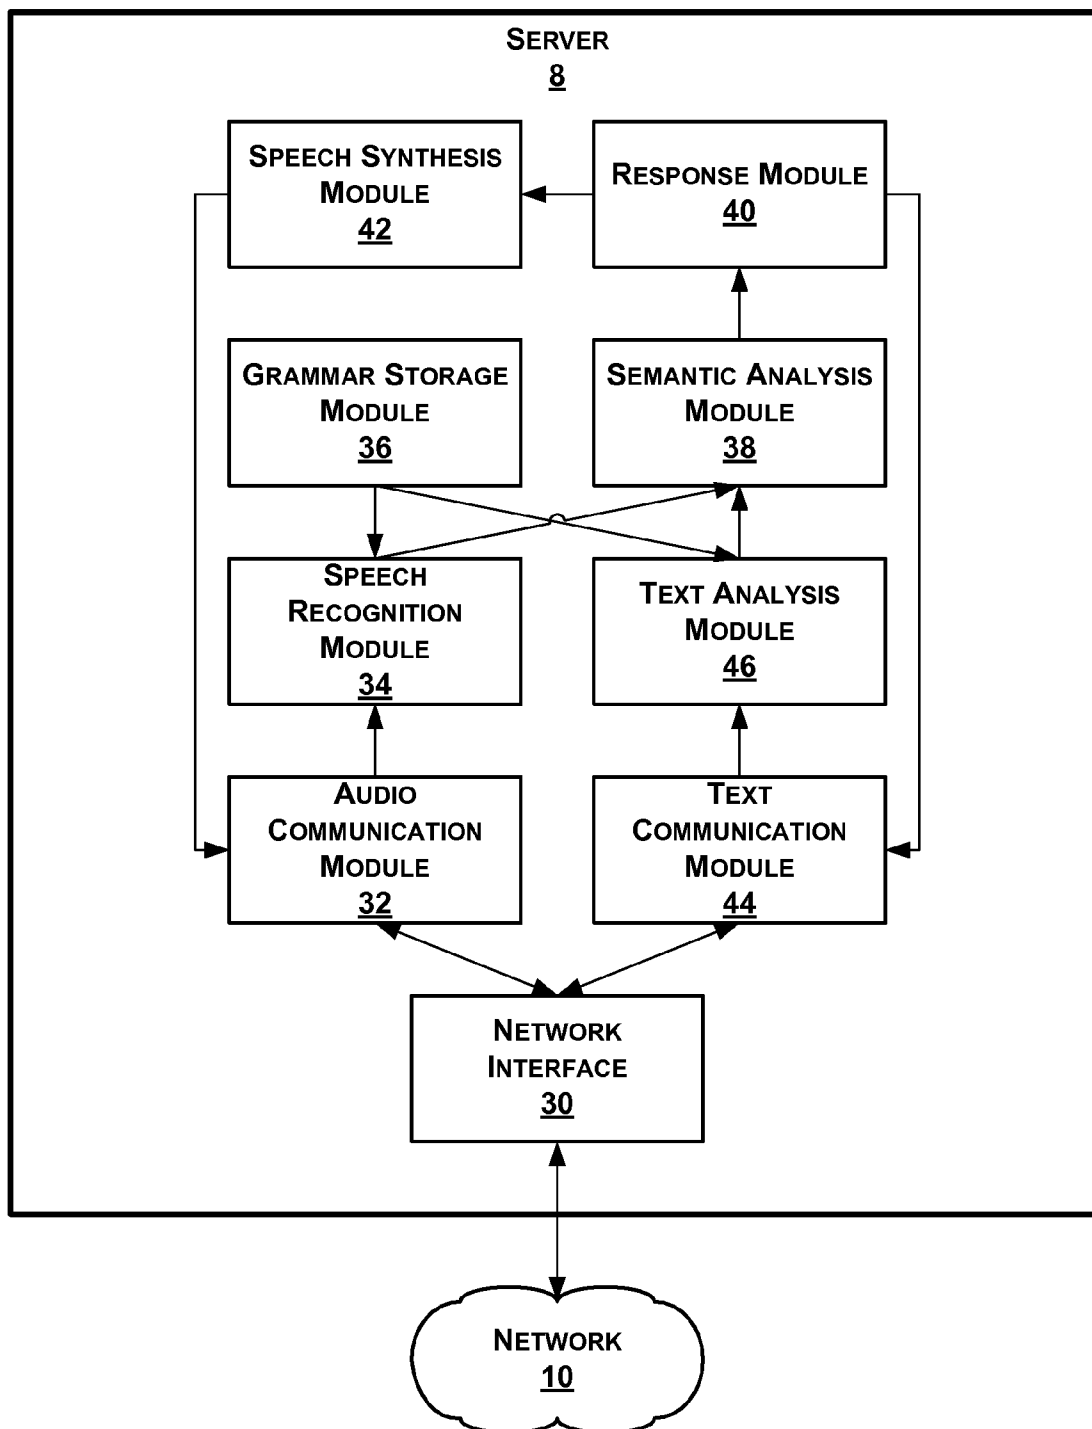 SERVER
8
SPEECH SYNTHESIS
MODULE
42
RESPONSE MODULE
40
GRAMMAR STORAGE
MODULE
36
SEMANTIC ANALYSIS
MODULE
38
SPEECH
RECOGNITION
MODULE
34
TEXT ANALYSIS
MODULE
46
AUDIO
COMMUNICATION
MODULE
32
TEXT
COMMUNICATION
MODULE
44
NETWORK
INTERFACE
30
NETWORK
10